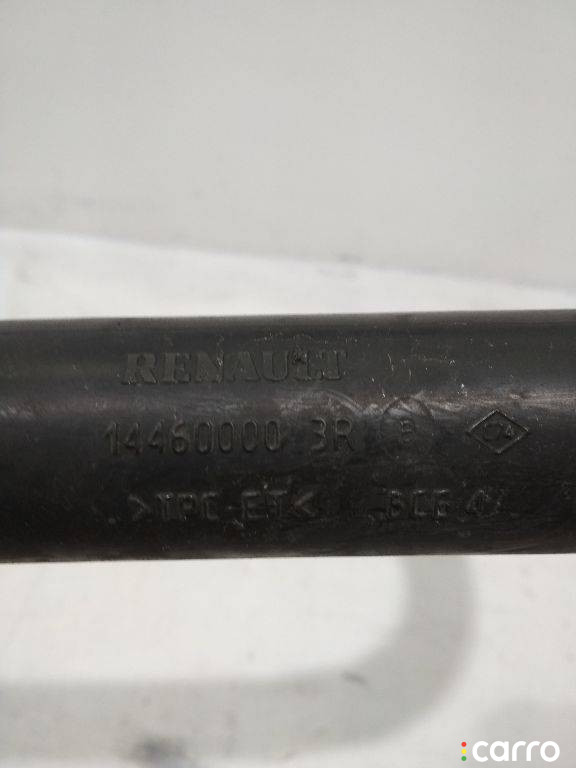 RENAULT
14460000 3R B
>TPC-ET<
carro